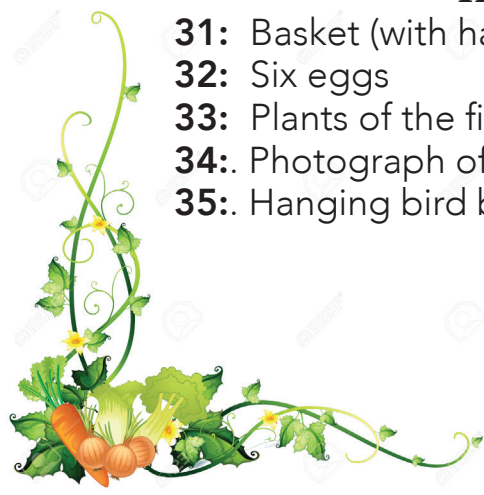 31: Basket (with ha
32: Six eggs
33: Plants of the fi
34:. Photograph of
35:. Hanging bird b